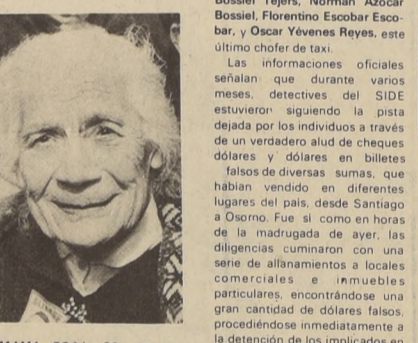 Bossiel Tejers, Norman Azócar
Bossiel, Florentino Escobar Esco-
bar, y Oscar Yévenes Reyes, este
último chofer de taxi.
Las informaciones oficiales
señalan que durante varios
meses, detectives del SIDE
estuvieron siguiendo la pista
dejada por los individuos a través
de un verdadero alud de cheques
dólares y dólares en billetes
falsos de diversas sumas, que
habían vendido en diferentes
lugares del país, desde Santiago
a Osorno. Fue sí como en horas
de la madrugada de ayer, las
diligencias cuminaron con una
serie de allanamientos a locales
comerciales e inmuebles
particulares, encontrándose una
gran cantidad de dólares falsos,
procediéndose inmediatamente a
la detención de los implicados en